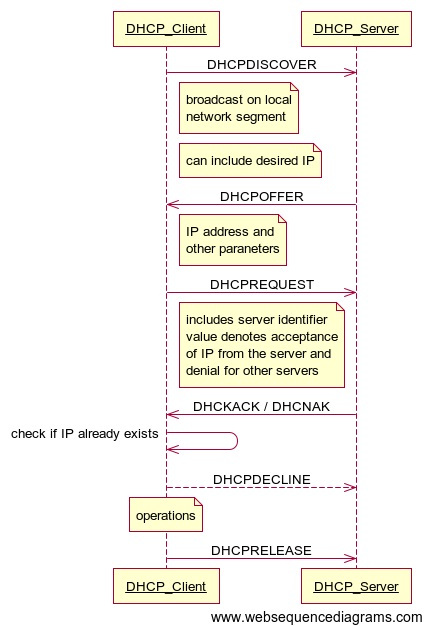 DHCP_Client
DHCP_Server
DHCPDISCOVER
broadcast on local
network segment
can include desired IP
DHCPOFFER
IP address and
other paraneters
DHCPREQUEST
includes server identifier
value denotes acceptance
of IP from the server and
denial for other servers
DHCKACK / DHCNAK
check if IP already exists
DHCPDECLINE
operations
DHCPRELEASE
DHCP_Client
DHCP_Server
www.websequencediagrams.com